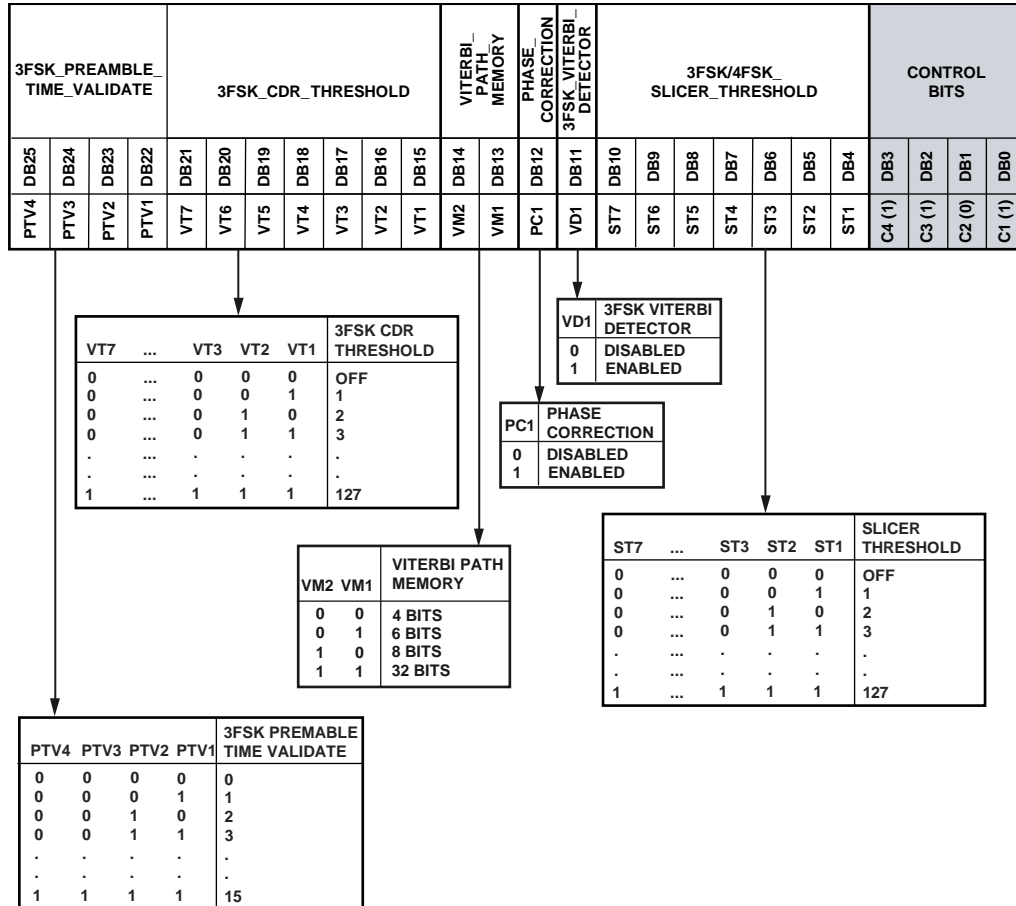 3FSK_PREAMBLE_
TIME_VALIDATE
3FSK_CDR_THRESHOLD
VITERBI_
PATH_
MEMORY
PHASE_
CORRECTION
3FSK_VITERBI_
DETECTOR
3FSK/4FSK_
SLICER_THRESHOLD
CONTROL
BITS
DB25 DB24 DB23 DB22 DB21 DB20 DB19 DB18 DB17 DB16 DB15 DB14 DB13 DB12 DB11 DB10 DB9 DB8 DB7 DB6 DB5 DB4 DB3 DB2 DB1 DB0
PTV4 PTV3 PTV2 PTV1 VT7 VT6 VT5 VT4 VT3 VT2 VT1 VM2 VM1 PC1 VD1 ST7 ST6 ST5 ST4 ST3 ST2 ST1 C4 (1) C3 (1) C2 (0) C1 (1)
VD1 3FSK VITERBI
DETECTOR
0 DISABLED
1 ENABLED
VT7 ... VT3 VT2 VT1 3FSK CDR
THRESHOLD
0 ... 0 0 0 OFF
0 ... 0 0 1 1
0 ... 0 1 0 2
0 ... 0 1 1 3
. ... . . . .
. ... . . . .
1 ... 1 1 1 127
PC1 PHASE
CORRECTION
0 DISABLED
1 ENABLED
ST7 ... ST3 ST2 ST1 SLICER
THRESHOLD
0 ... 0 0 0 OFF
0 ... 0 0 1 1
0 ... 0 1 0 2
0 ... 0 1 1 3
. ... . . . .
. ... . . . .
1 ... 1 1 1 127
VM2 VM1 VITERBI PATH
MEMORY
0 0 4 BITS
0 1 6 BITS
1 0 8 BITS
1 1 32 BITS
PTV4 PTV3 PTV2 PTV1 3FSK PREMABLE
TIME VALIDATE
0 0 0 0 0
0 0 0 1 1
0 0 1 0 2
0 0 1 1 3
. . . . .
. . . . .
1 1 1 1 15